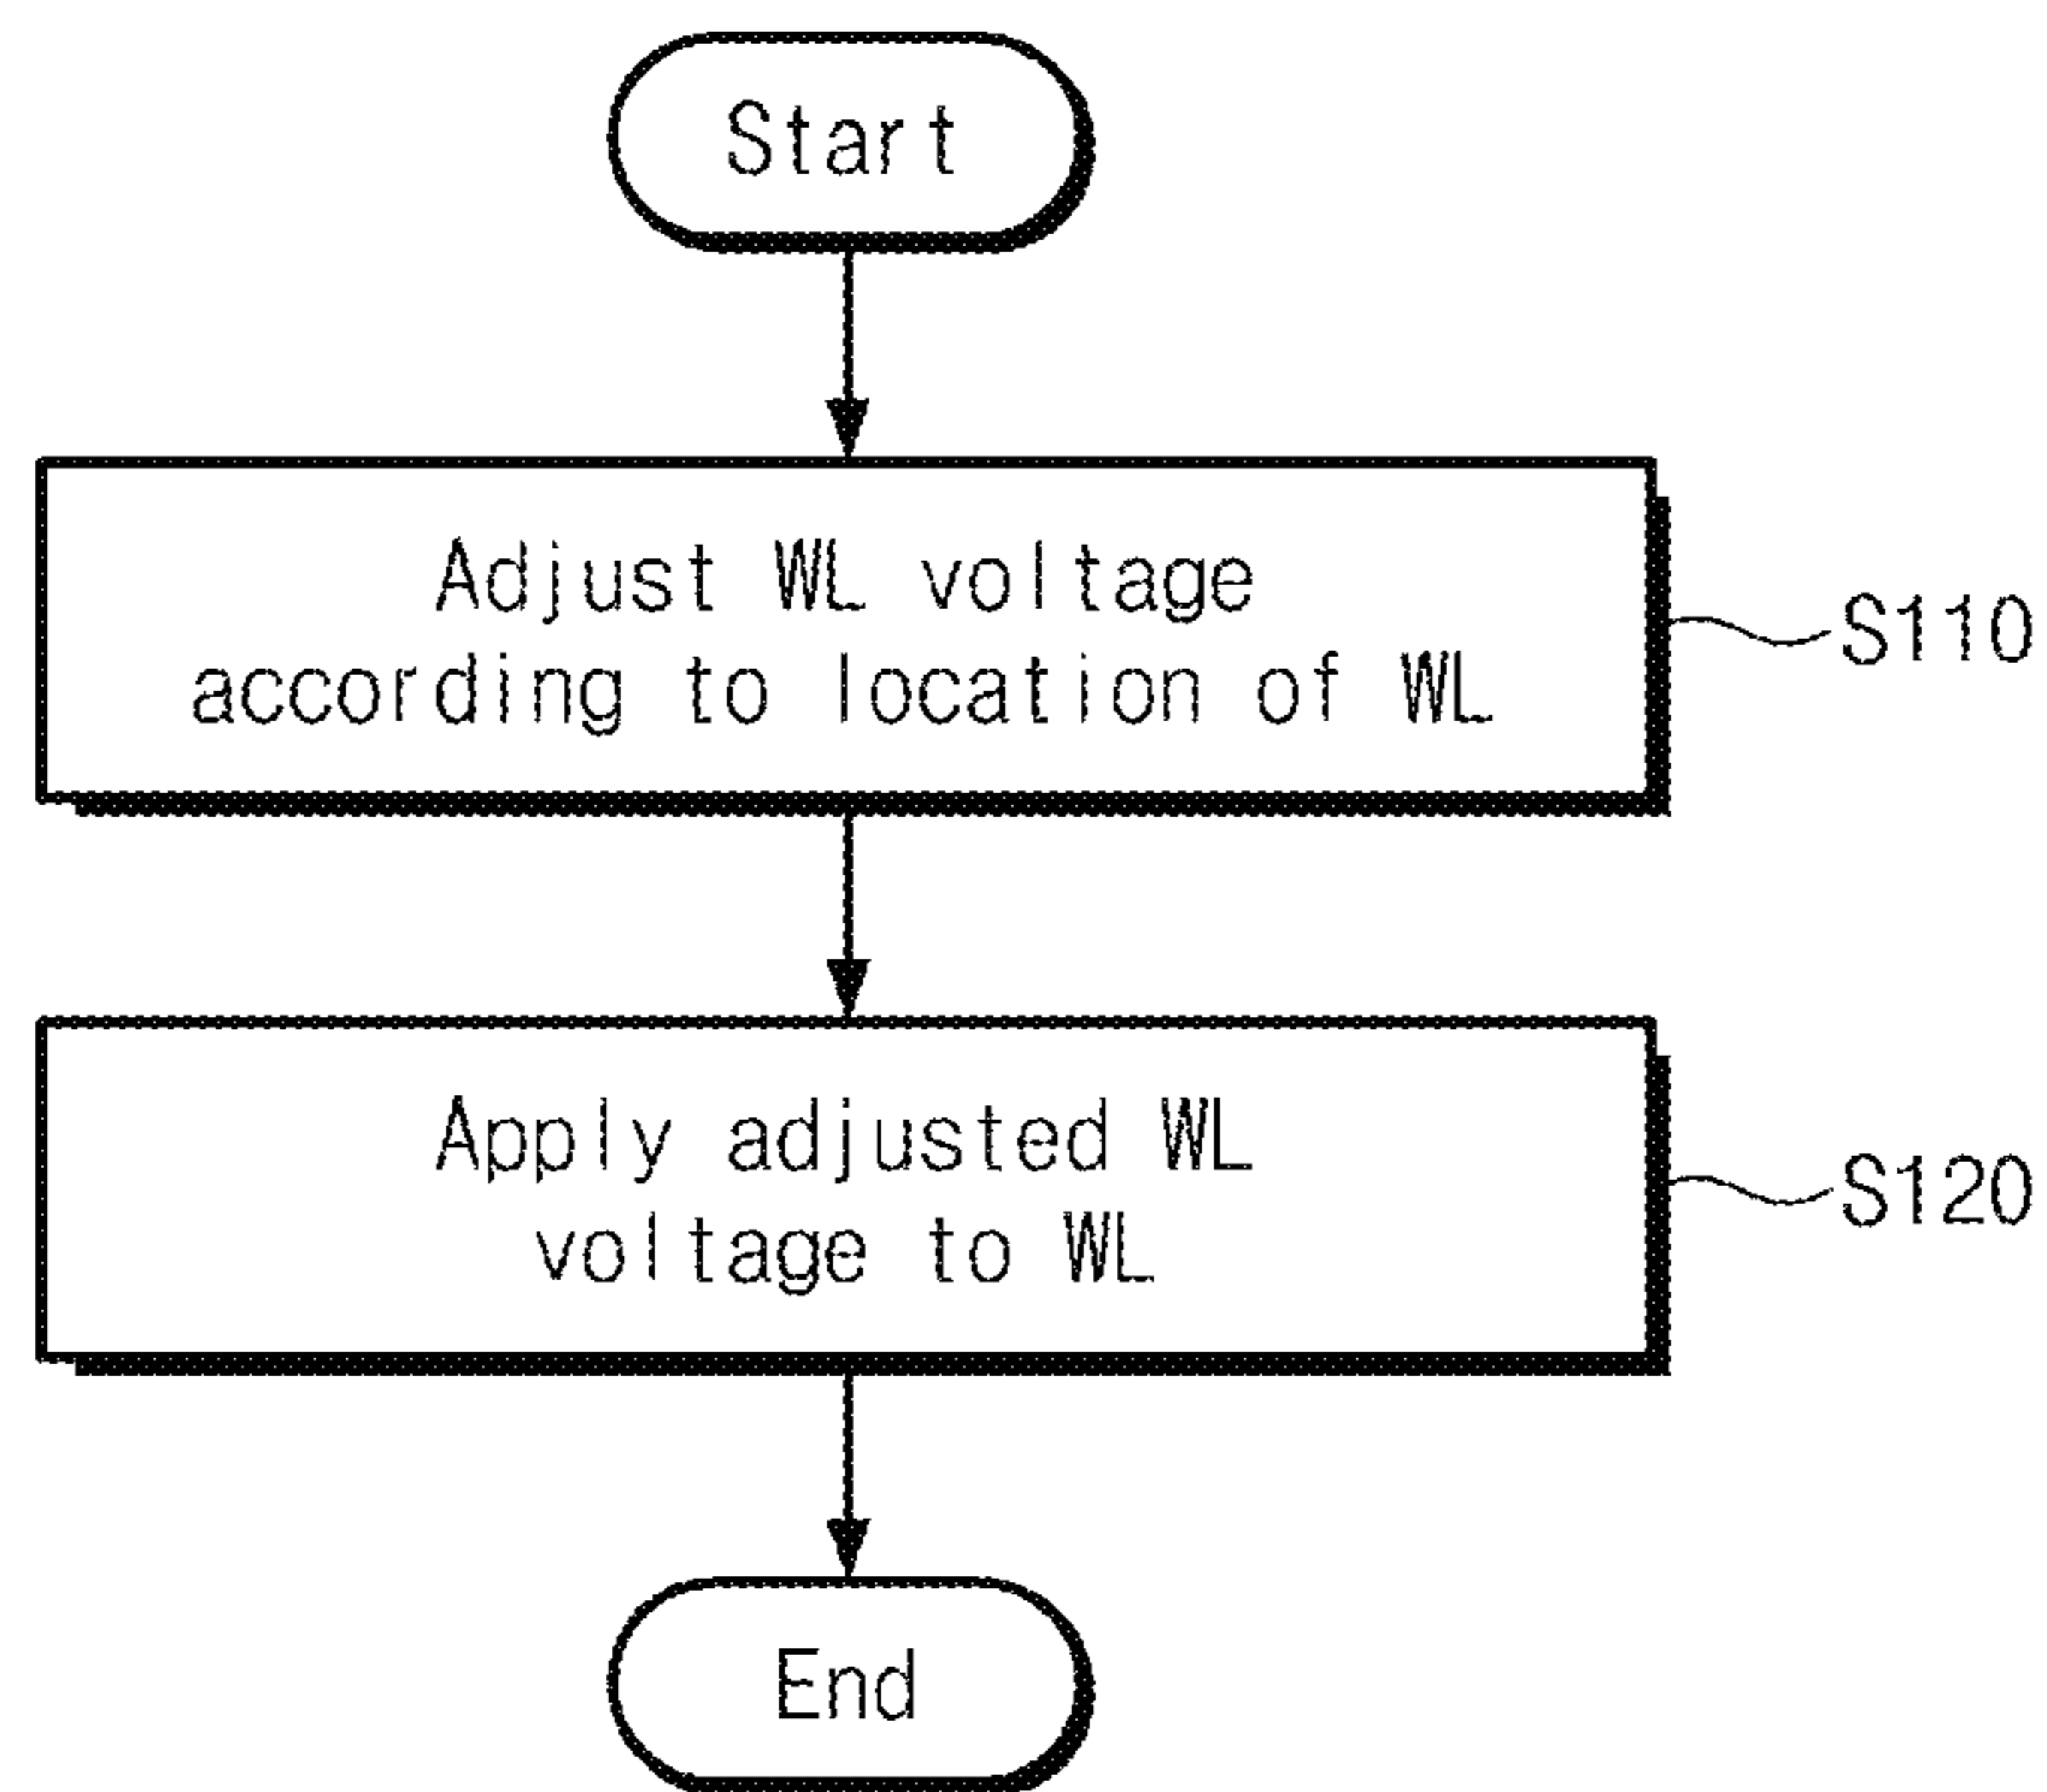 Start
Adjust WL voltage
according to location of WL
S110
Apply adjusted WL
voltage to WL
S120
End